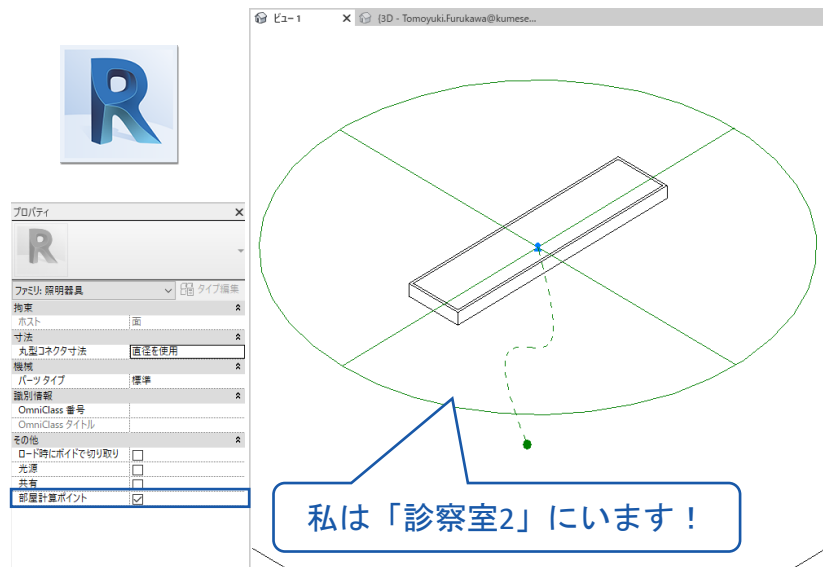 ビュー 1
(3D - Tomoyuki.Furukawa@kumese...
プロパティ
ファミリ: 照明器具
タイプ編集
拘束
ホスト 面
寸法
丸型コネクタ寸法 直径を使用
機械
パーツ タイプ 標準
識別情報
OmniClass 番号
OmniClass タイトル
その他
ロード時にボイドで切り取り
光源
共有
部屋計算ポイント
私は「診察室2」にいます！